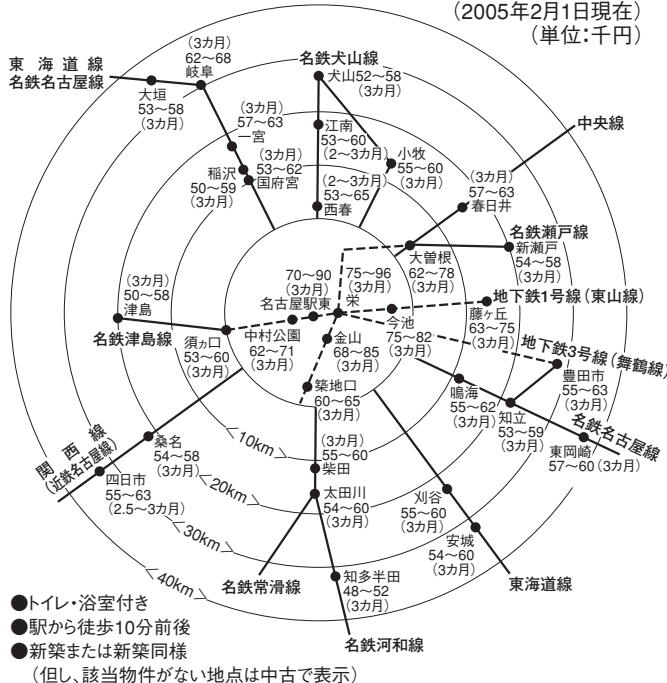 (2005年2月1日現在)
(単位:千円)
東海道線
名鉄名古屋線
(3カ月)
62〜68
岐阜
大垣
53〜58
(3カ月)
(3カ月)
57〜63
一宮
稲沢
50〜59
(3カ月)
(3カ月)
53〜62
国府宮
名鉄犬山線
犬山52〜58
(3カ月)
江南
53〜60
(2〜3カ月)
小牧
55〜60
(3カ月)
(2〜3カ月)
53〜65
西春
中央線
(3カ月)
57〜63
春日井
名鉄瀬戸線
新瀬戸
54〜58
(3カ月)
大曽根
62〜78
(3カ月)
地下鉄1号線(東山線)
藤ヶ丘
63〜75
(3カ月)
75〜96
(3カ月)
栄
70〜90
(3カ月)
名古屋駅東
今池
75〜82
(3カ月)
(3カ月)
50〜58
津島
名鉄津島線
須ヵ口
53〜60
(3カ月)
中村公園
62〜71
(3カ月)
金山
68〜85
(3カ月)
築地口
60〜65
(3カ月)
地下鉄3号線(舞鶴線)
豊田市
55〜63
(3カ月)
鳴海
55〜62
(3カ月)
知立
53〜59
(3カ月)
名鉄名古屋線
東岡崎
57〜60(3カ月)
関西線
(近鉄名古屋線)
桑名
54〜58
(3カ月)
四日市
55〜63
(2.5〜3カ月)
<10km>
<20km>
<30km>
<40km>
(3カ月)
55〜60
柴田
太田川
54〜60
(3カ月)
刈谷
55〜60
(3カ月)
安城
54〜60
(3カ月)
東海道線
名鉄常滑線
知多半田
48〜52
(3カ月)
名鉄河和線
●トイレ・浴室付き
●駅から徒歩10分前後
●新築または新築同様
(但し、該当物件がない地点は中古で表示)